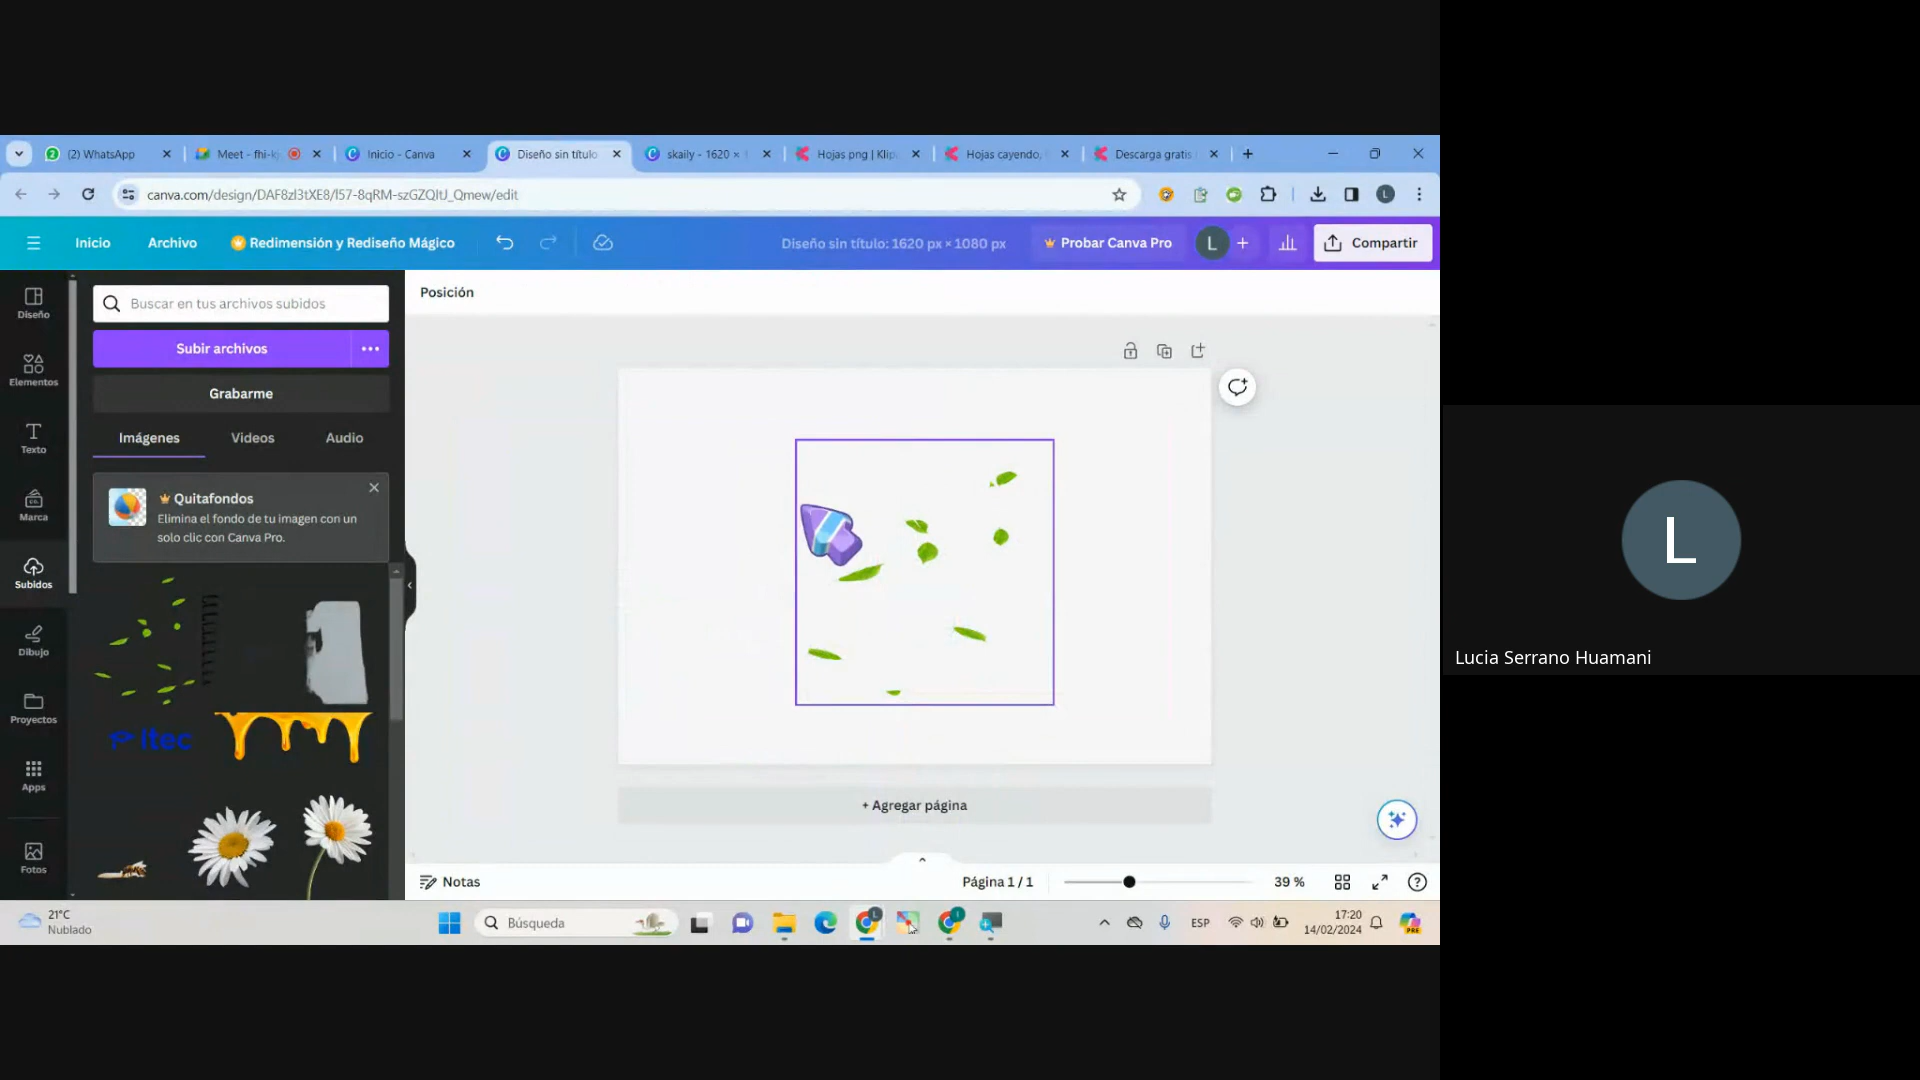 (2) WhatsApp
Meet - fhi-k
Inicio - Canva
Diseño sin título
skaily - 1620 ×
Hojas png | Klip
Hojas cayendo,
Descarga gratis
canva.com/design/DAF8zl3tXE8/l57-8qRM-szGZQItJ_Qmew/edit
L
Inicio
Archivo
Redimensión y Rediseño Mágico
Diseño sin título: 1620 px × 1080 px
Probar Canva Pro
L
Compartir
Diseño
Elementos
Texto
Marca
Subidos
Dibujo
Proyectos
Apps
Fotos
Buscar en tus archivos subidos
Subir archivos
Grabarme
Imágenes
Videos
Audio
Quitafondos
Elimina el fondo de tu imagen con un
solo clic con Canva Pro.
itec
Posición
+ Agregar página
Notas
Página 1 / 1
39 %
21°C
Nublado
Búsqueda
ESP
17:20
14/02/2024
PRE
L
Lucia Serrano Huamani